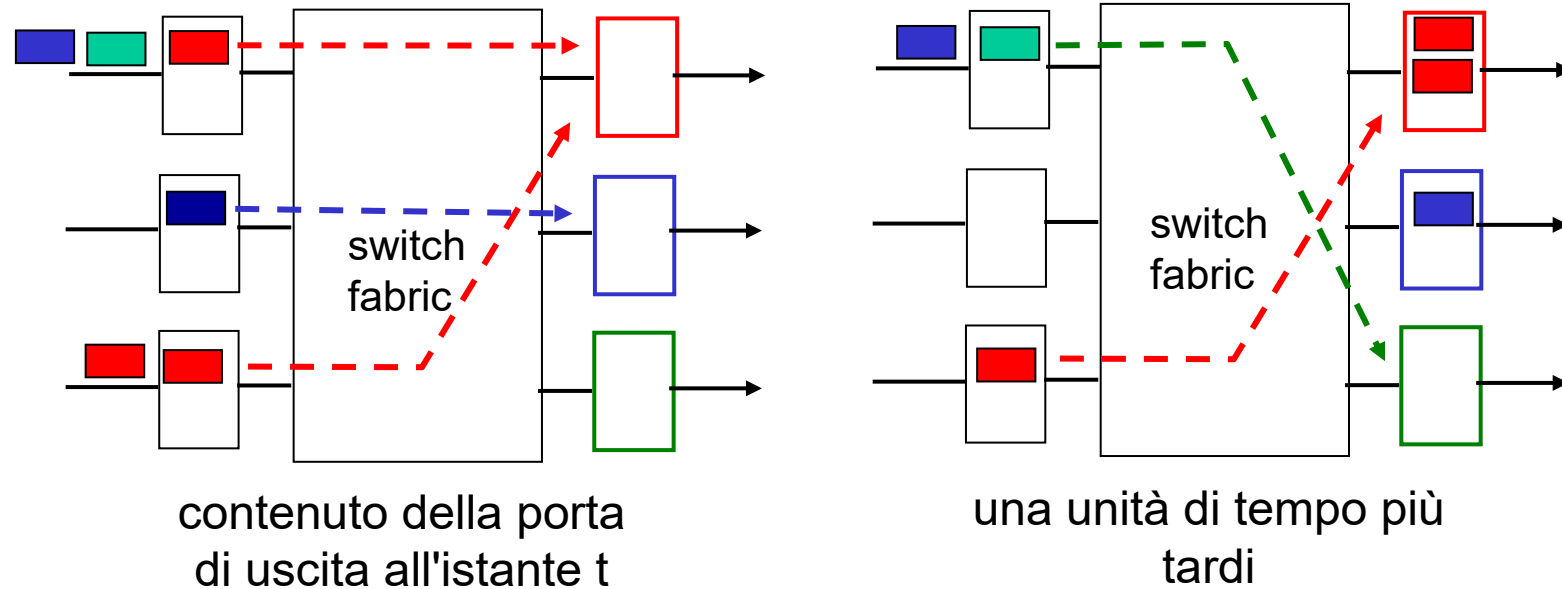 switch
fabric
contenuto della porta
di uscita all'istante t
switch
fabric
una unità di tempo più
tardi